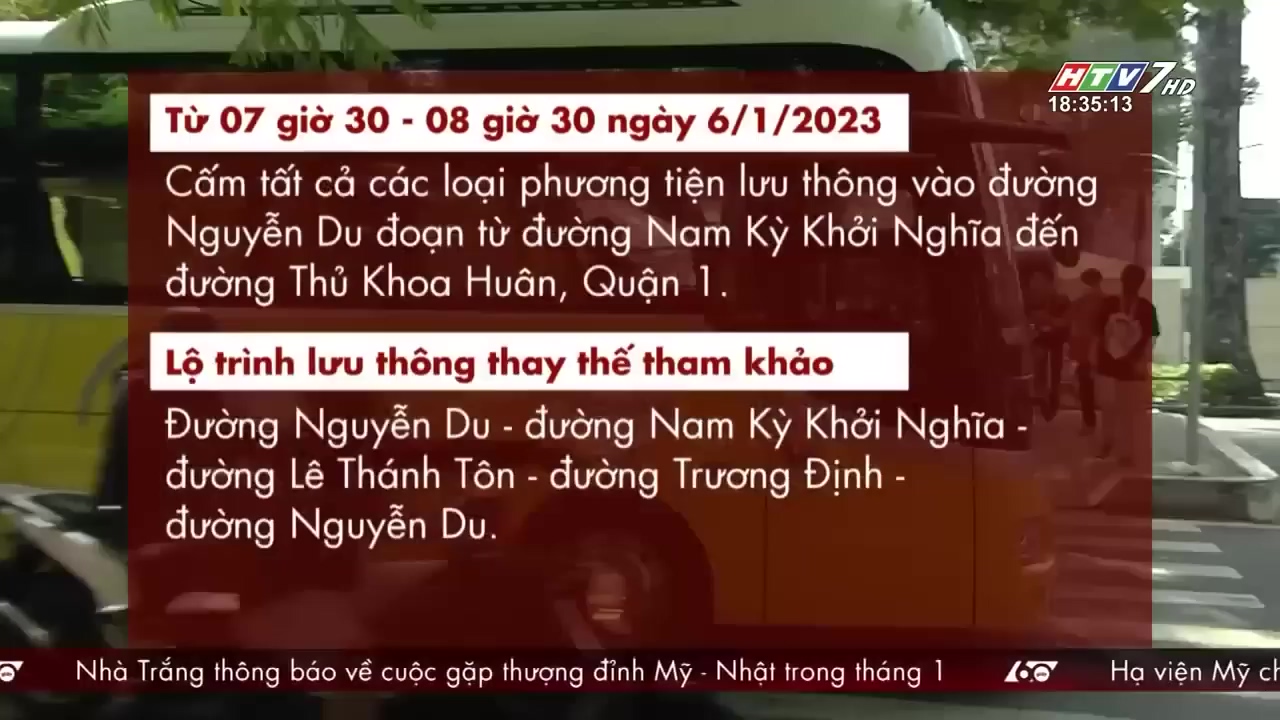 HTV7 HD
18:35:13
Từ 07 giờ 30 - 08 giờ 30 ngày 6/1/2023
Cấm tất cả các loại phương tiện lưu thông vào đường
Nguyễn Du đoạn từ đường Nam Kỳ Khởi Nghĩa đến
đường Thủ Khoa Huân, Quận 1.
Lộ trình lưu thông thay thế tham khảo
Đường Nguyễn Du - đường Nam Kỳ Khởi Nghĩa -
đường Lê Thánh Tôn - đường Trương Định -
đường Nguyễn Du.
Nhà Trắng thông báo về cuộc gặp thượng đỉnh Mỹ - Nhật trong tháng 1 60 Hạ viện Mỹ